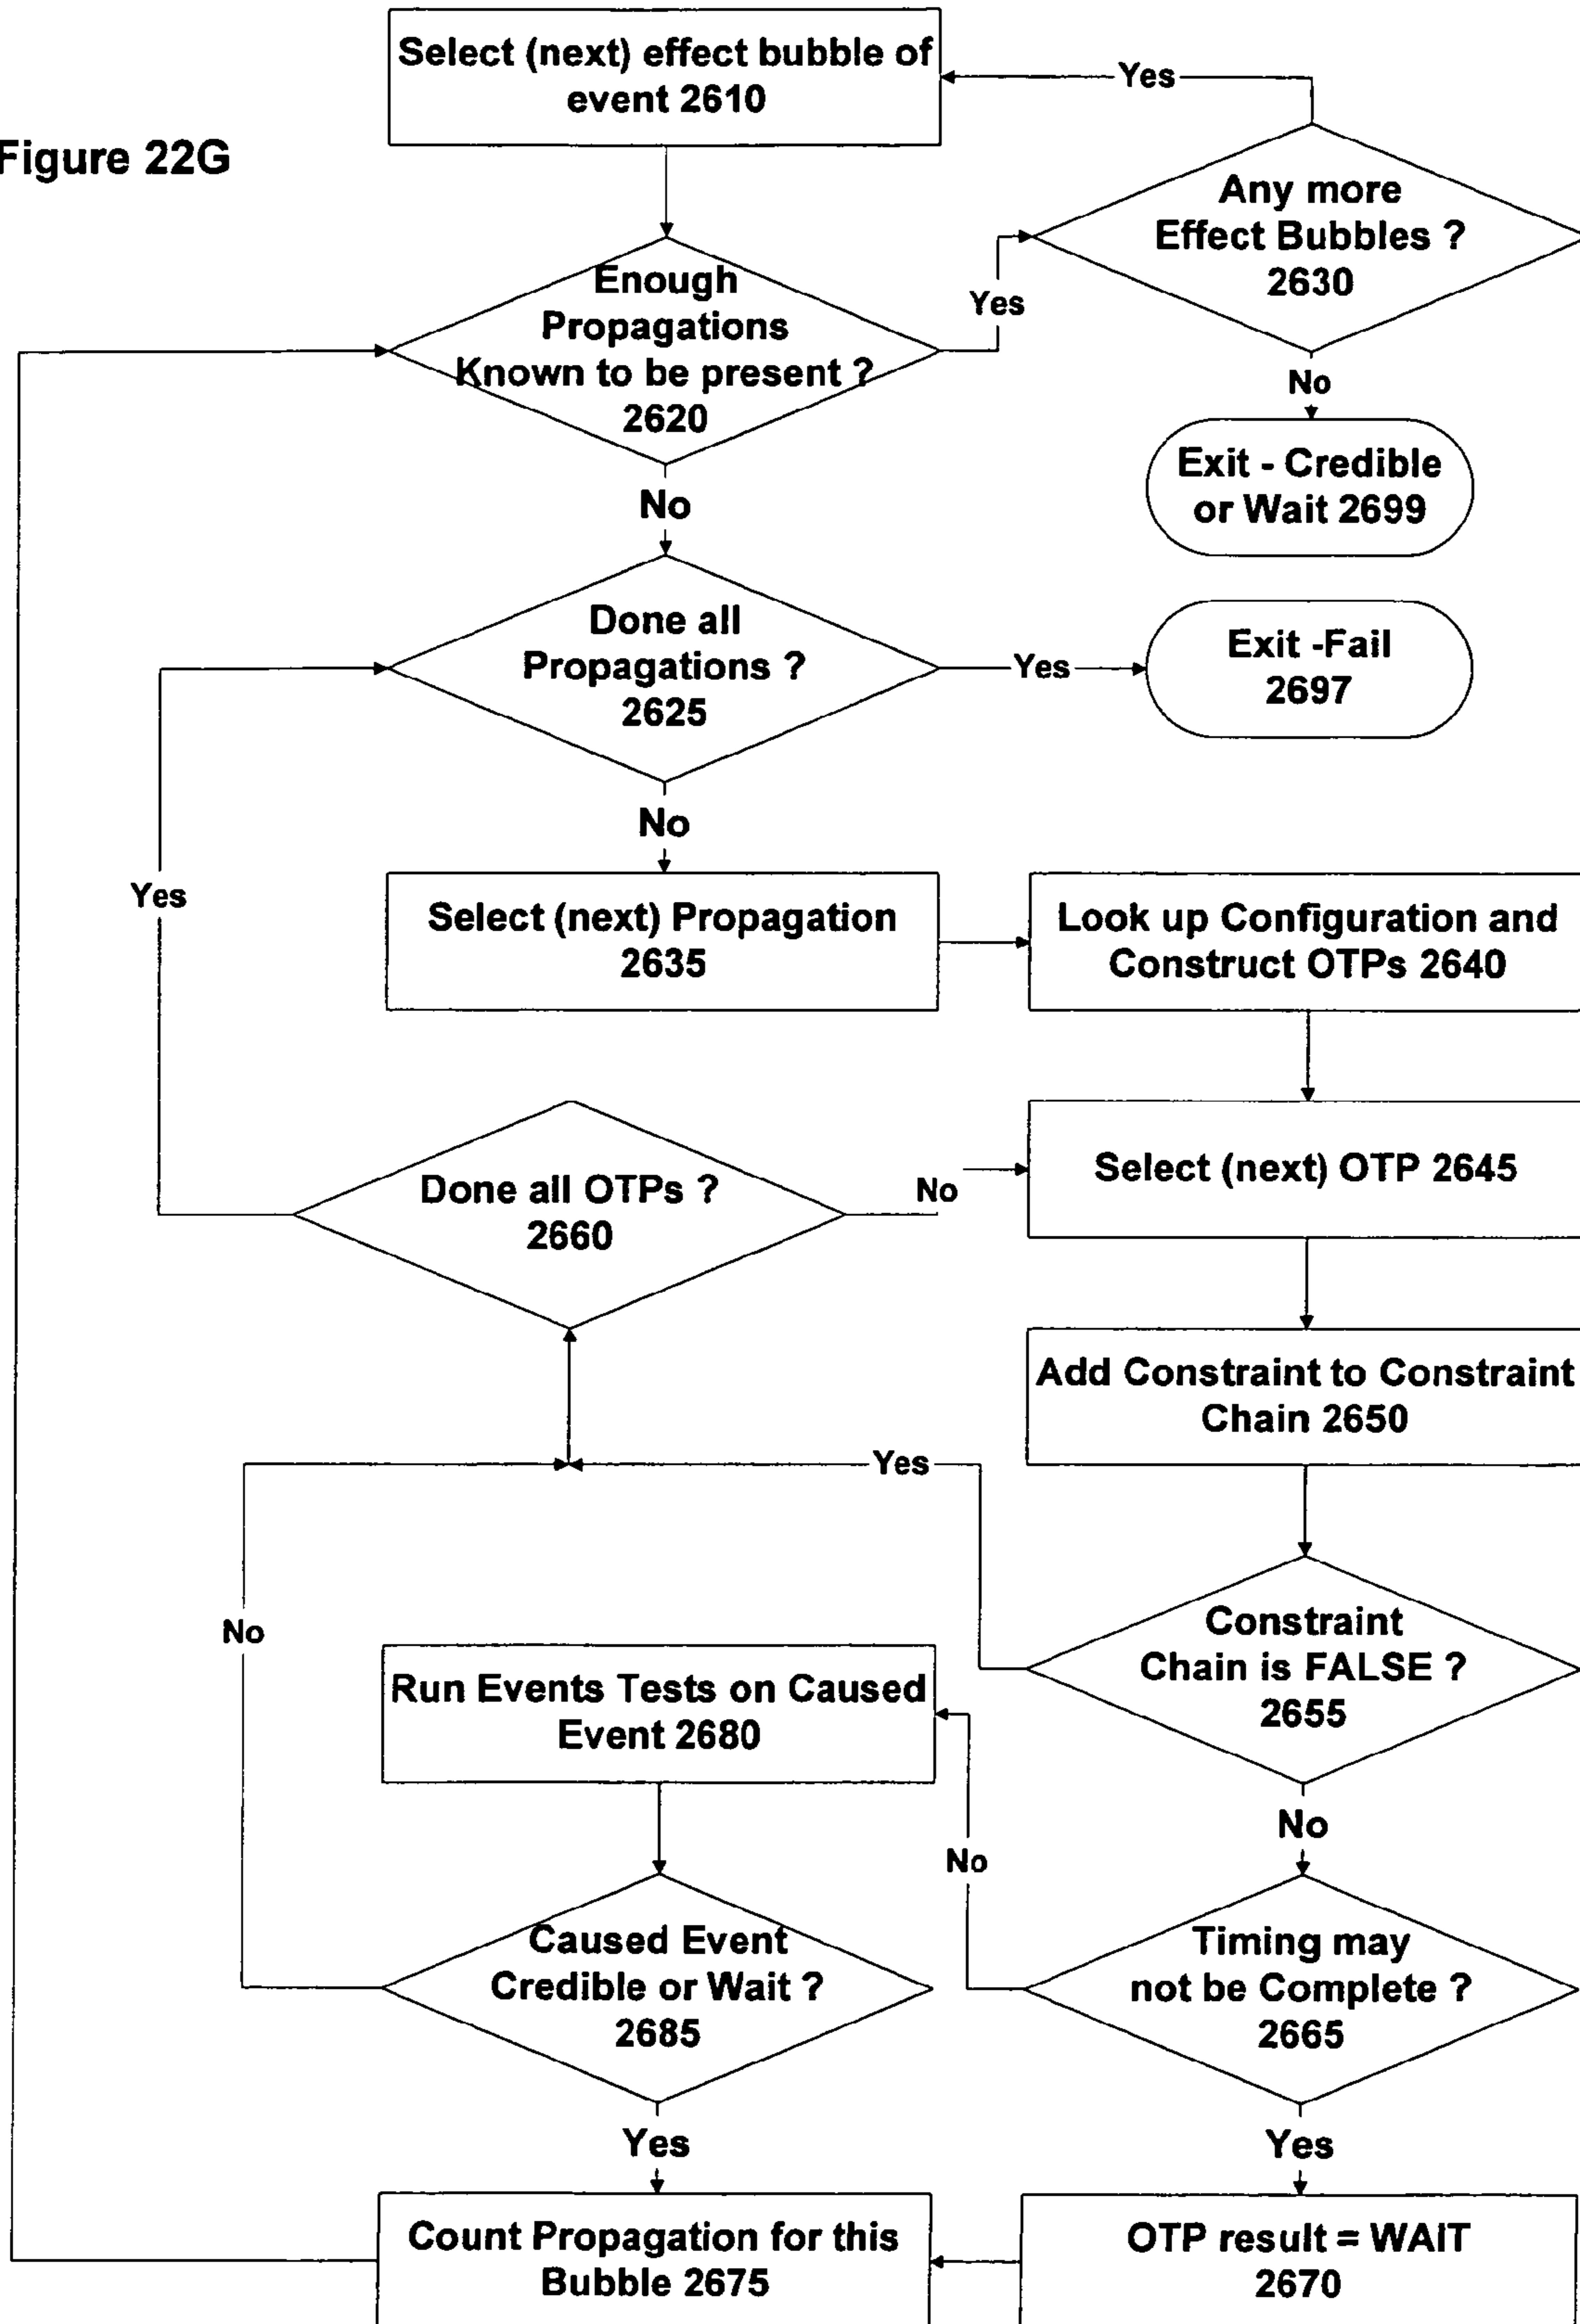 Select (next) effect bubble of
event 2610
Yes
Figure 22G
Any more
Effect Bubbles ?
2630
Enough
Propagations
Known to be present ?
2620
Yes
No
Exit - Credible
or Wait 2699
No
Done all
Propagations ?
2625
Yes
Exit -Fail
2697
No
Yes
Select (next) Propagation
2635
Look up Configuration and
Construct OTPs 2640
Done all OTPs ?
2660
No
Select (next) OTP 2645
Add Constraint to Constraint
Chain 2650
Yes
No
Constraint
Chain is FALSE ?
2655
Run Events Tests on Caused
Event 2680
No
No
Caused Event
Credible or Wait ?
2685
Timing may
not be Complete ?
2665
Yes
Yes
Count Propagation for this
Bubble 2675
OTP result = WAIT
2670